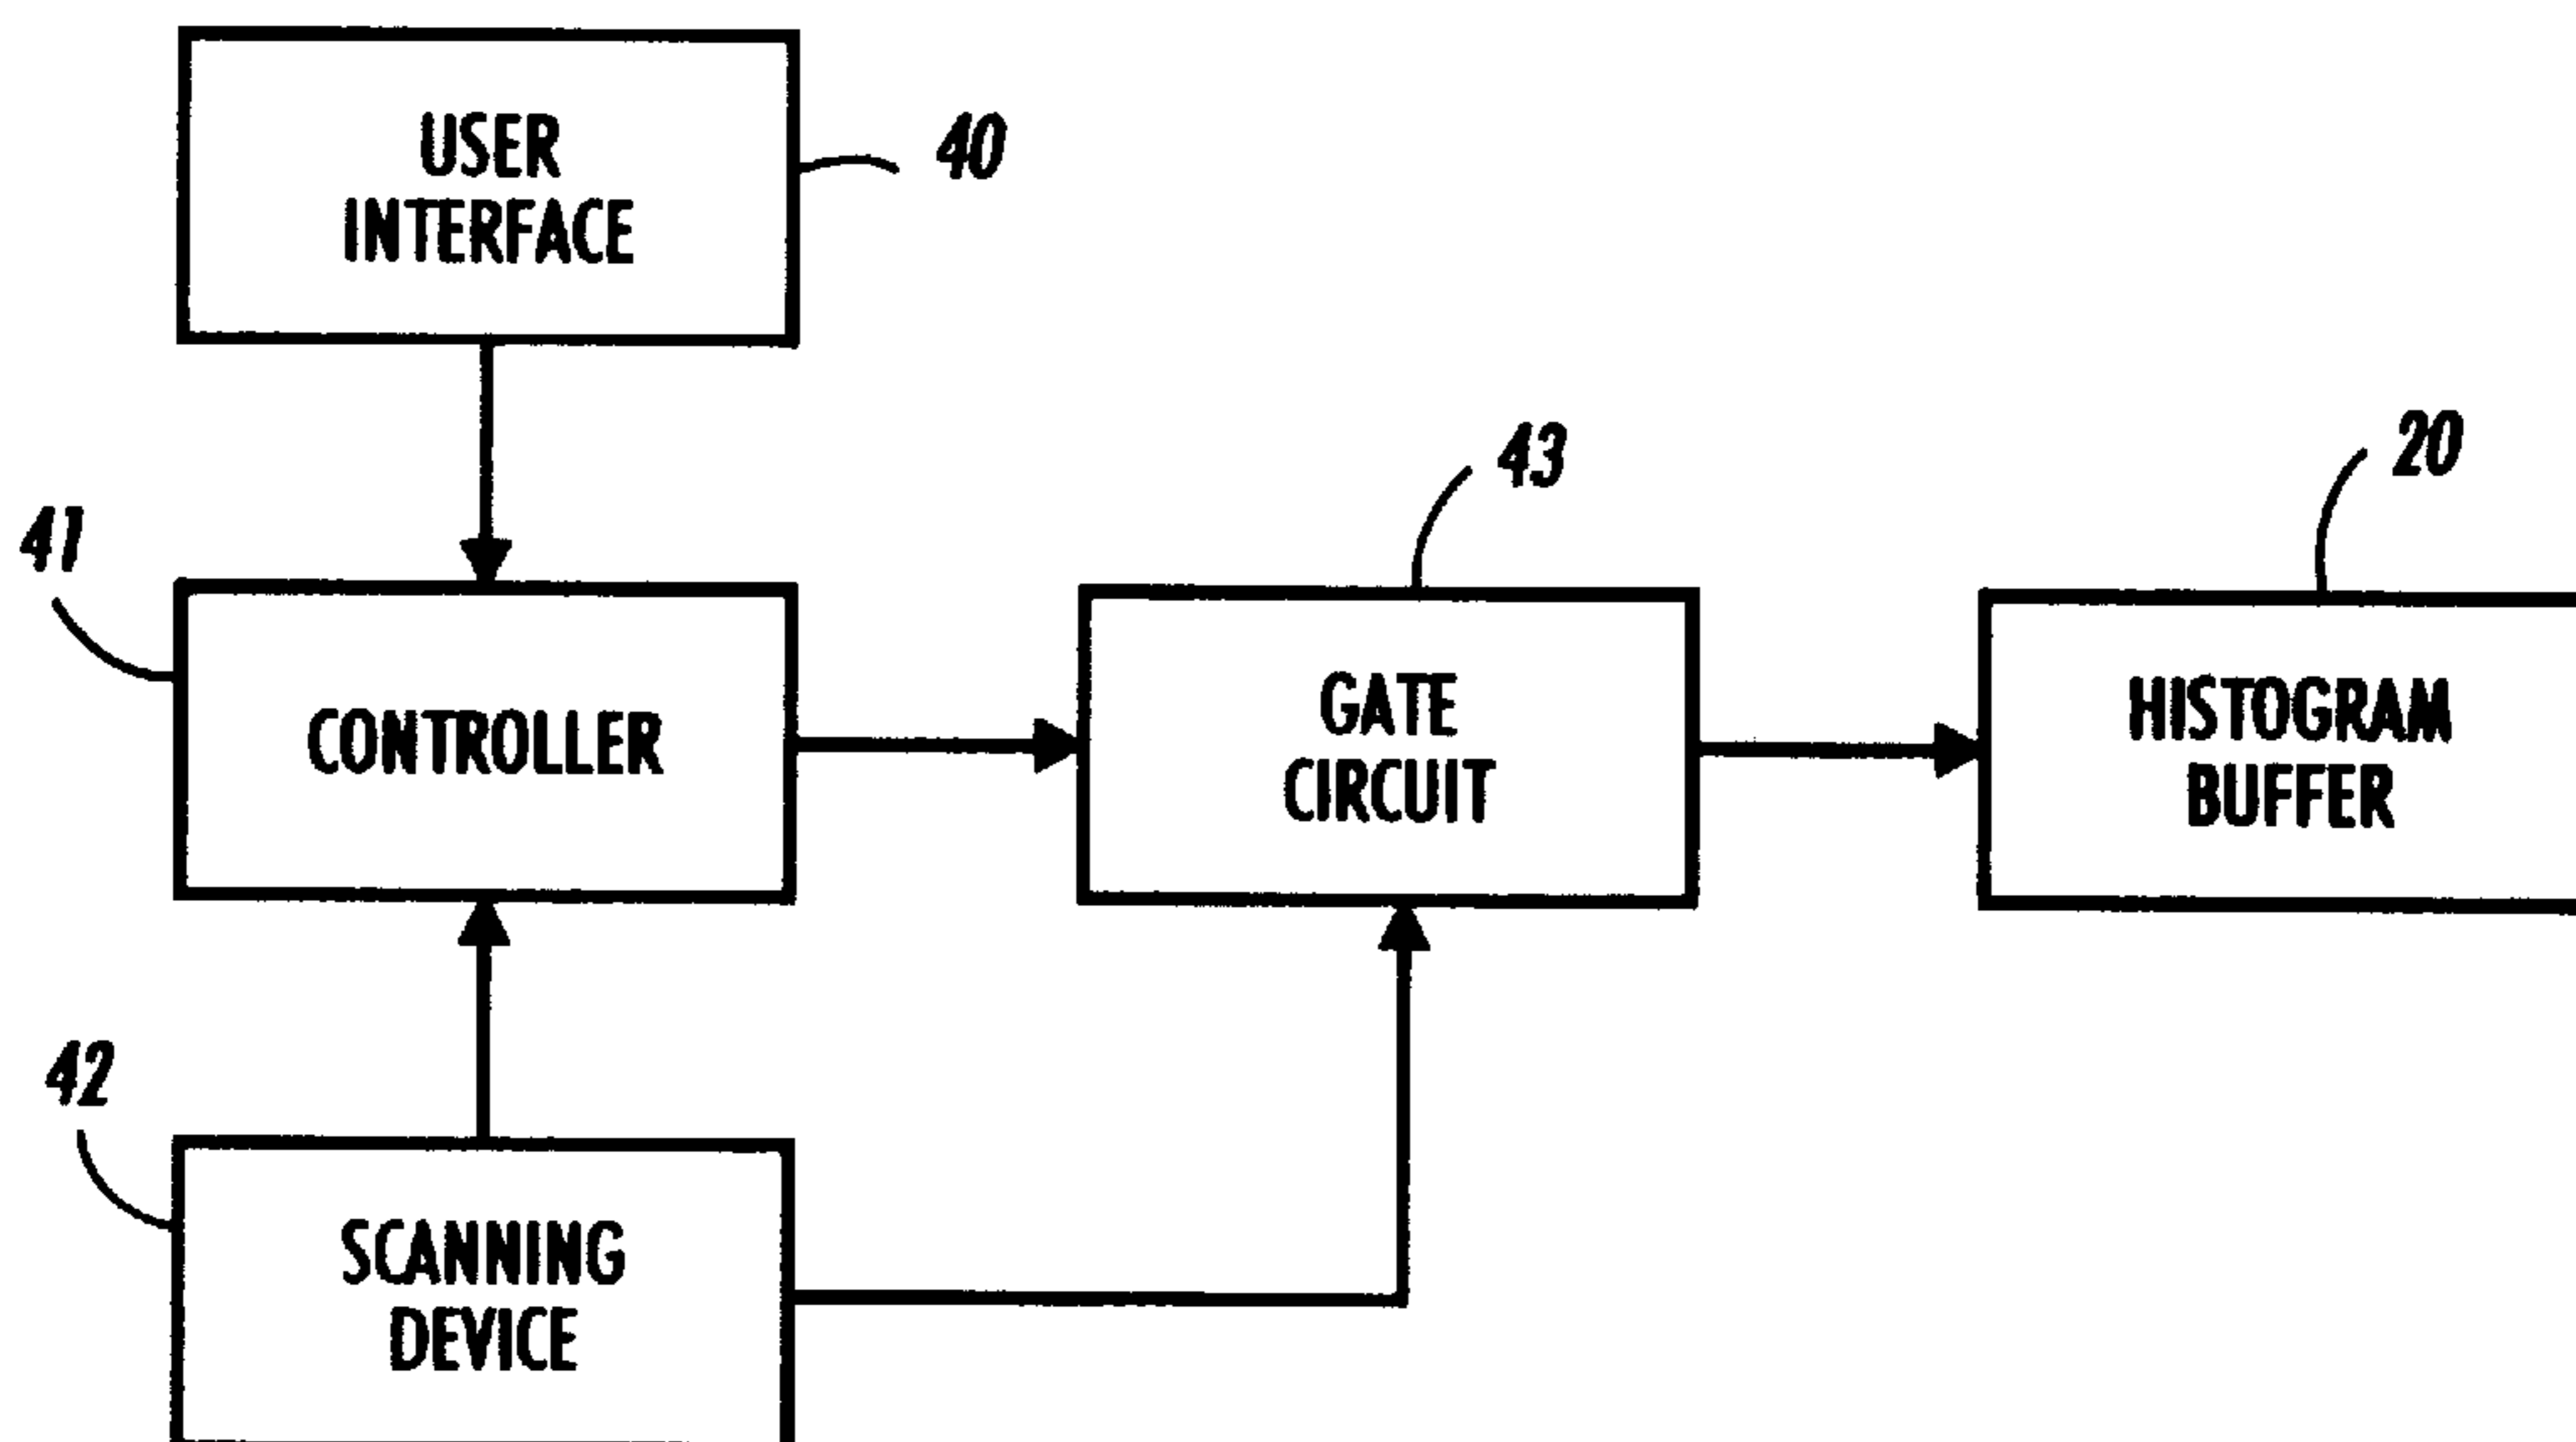 USER
INTERFACE
40
41
CONTROLLER
43
GATE
CIRCUIT
20
HISTOGRAM
BUFFER
42
SCANNING
DEVICE